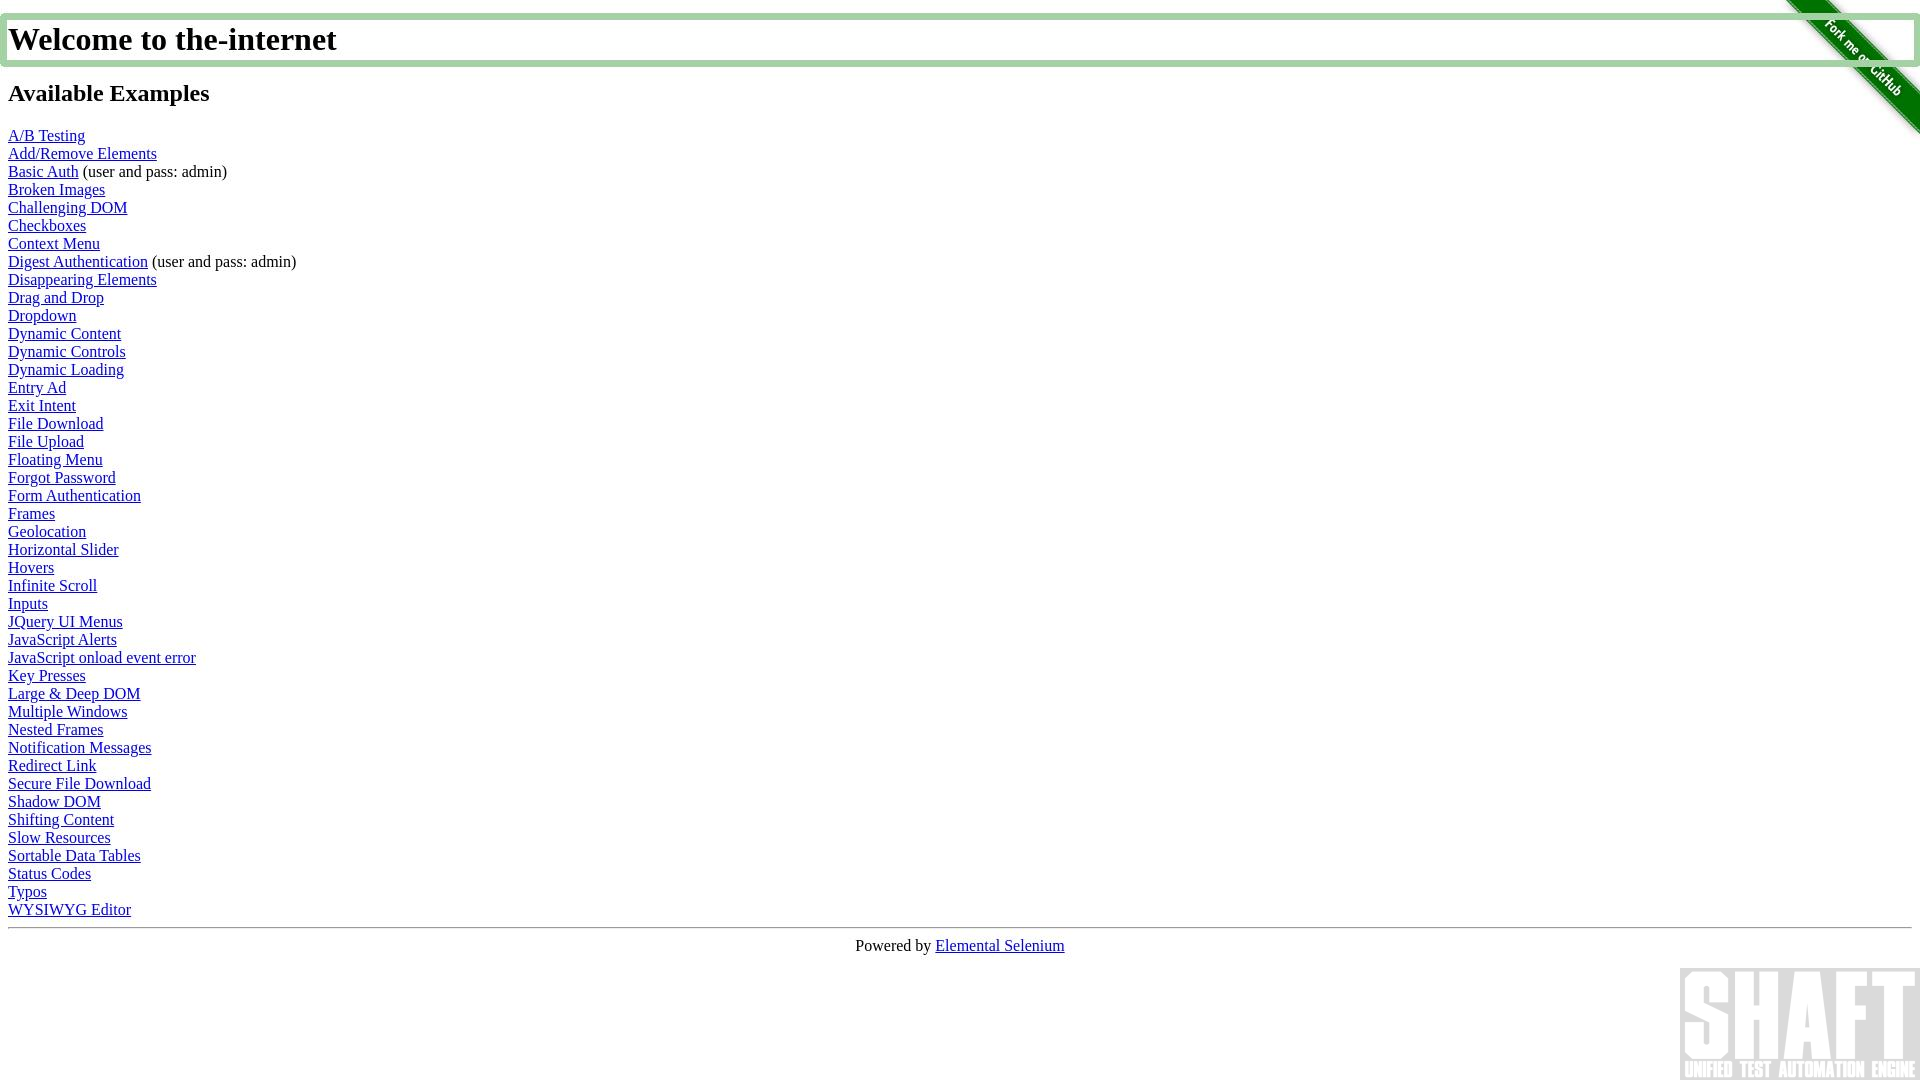 Welcome to the-internet
Fork me on GitHub
Available Examples
A/B Testing
Add/Remove Elements
Basic Auth (user and pass: admin)
Broken Images
Challenging DOM
Checkboxes
Context Menu
Digest Authentication (user and pass: admin)
Disappearing Elements
Drag and Drop
Dropdown
Dynamic Content
Dynamic Controls
Dynamic Loading
Entry Ad
Exit Intent
File Download
File Upload
Floating Menu
Forgot Password
Form Authentication
Frames
Geolocation
Horizontal Slider
Hovers
Infinite Scroll
Inputs
JQuery UI Menus
JavaScript Alerts
JavaScript onload event error
Key Presses
Large & Deep DOM
Multiple Windows
Nested Frames
Notification Messages
Redirect Link
Secure File Download
Shadow DOM
Shifting Content
Slow Resources
Sortable Data Tables
Status Codes
Typos
WYSIWYG Editor
Powered by Elemental Selenium
SHAFT
UNIFIED TEST AUTOMATION ENGINE